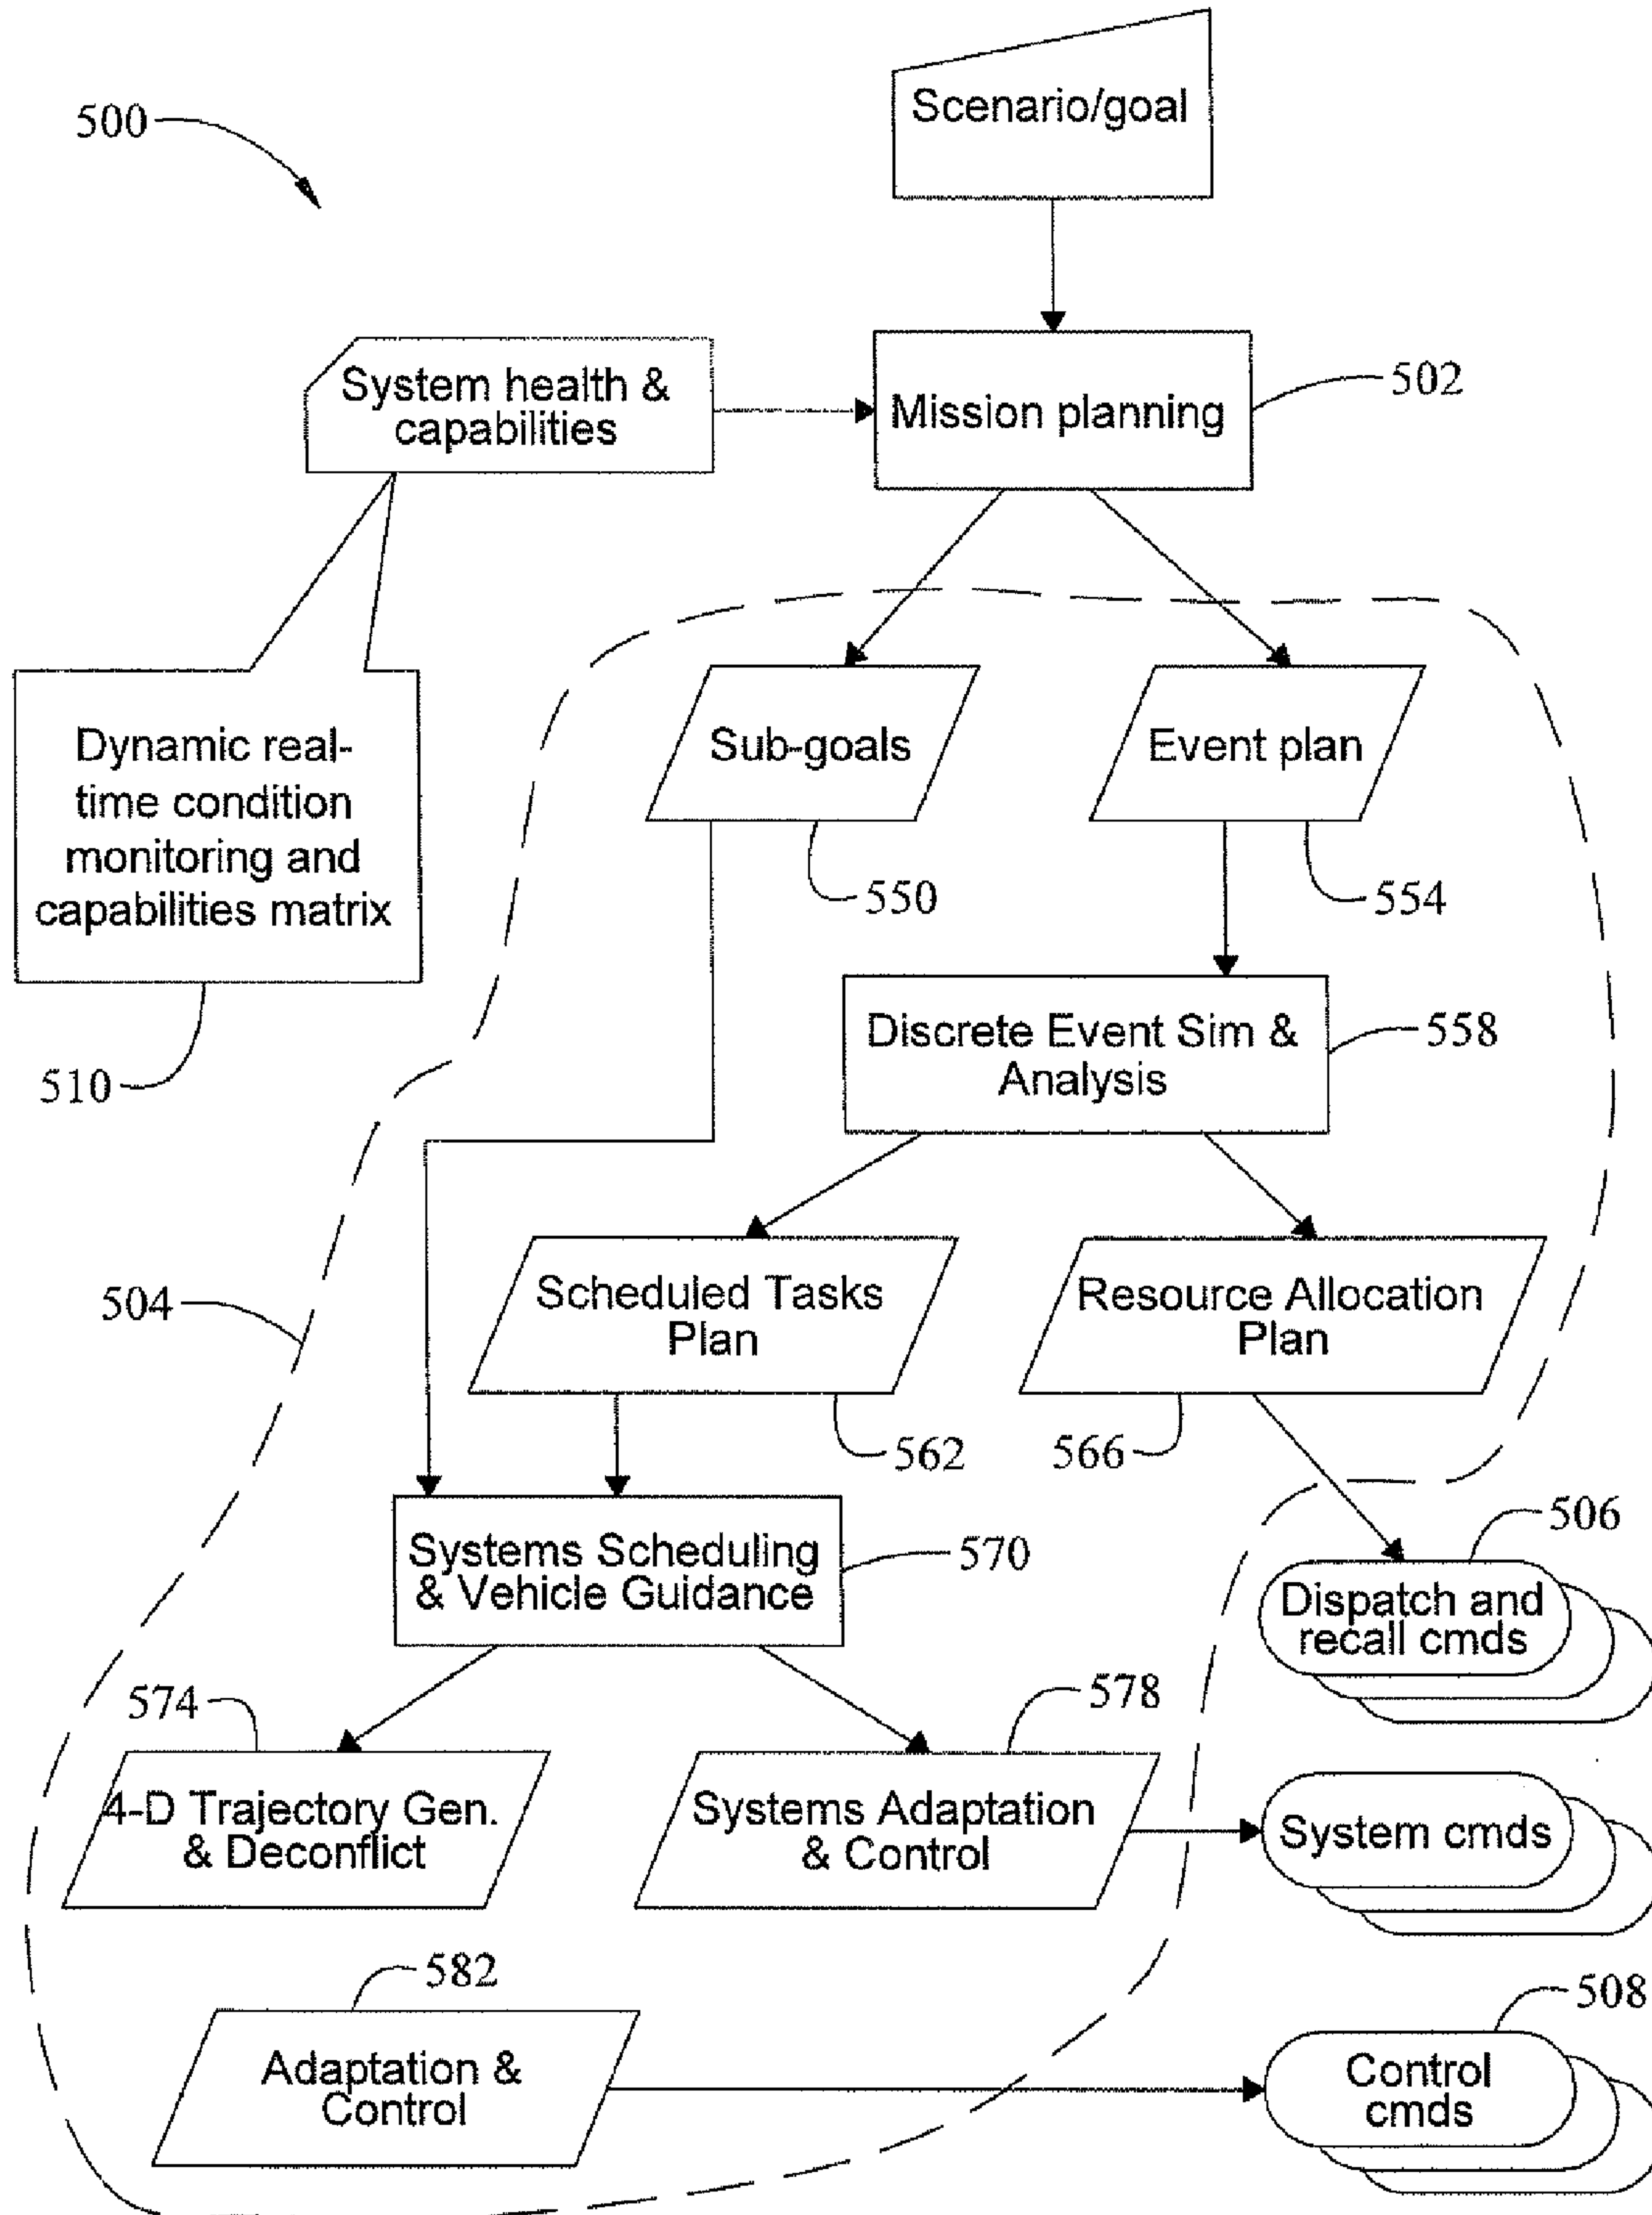 Scenario/goal
500
System health &
capabilities
Mission planning
502
Dynamic real-
time condition
monitoring and
capabilities matrix
510
Sub-goals
550
Event plan
554
Discrete Event Sim &
Analysis
558
504
Scheduled Tasks
Plan
562
Resource Allocation
Plan
566
Systems Scheduling
& Vehicle Guidance
570
506
Dispatch and
recall cmds
574
4-D Trajectory Gen.
& Deconflict
578
Systems Adaptation
& Control
System cmds
582
Adaptation &
Control
508
Control
cmds